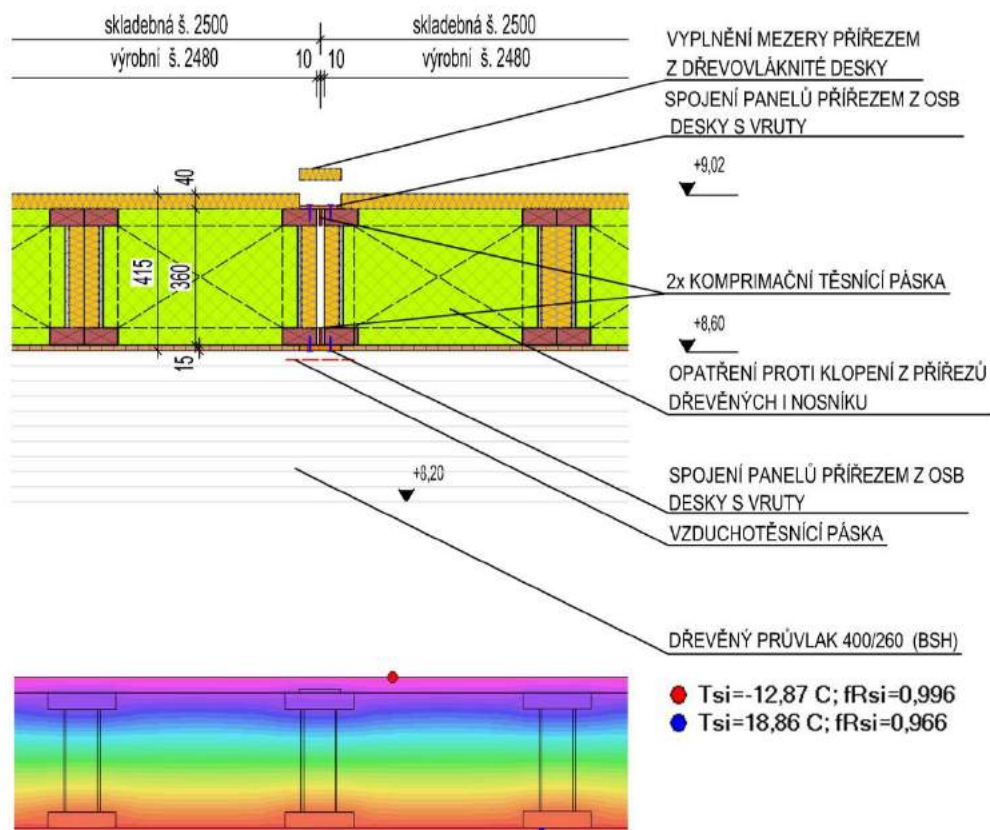 skladebná š. 2500
skladebná š. 2500
výrobní š. 2480
10
10
výrobní š. 2480
VYPLNĚNÍ MEZERY PŘÍŘEZEM
Z DŘEVOVLÁKNITÉ DESKY
SPOJENÍ PANELŮ PŘÍŘEZEM Z OSB
DESKY S VRUTY
+9,02
40
415
360
15
2x KOMPRIMAČNÍ TĚSNÍCÍ PÁSKA
+8,60
OPATŘENÍ PROTI KLOPENÍ Z PŘÍŘEZŮ
DŘEVĚNÝCH I NOSNÍKU
+8,20
SPOJENÍ PANELŮ PŘÍŘEZEM Z OSB
DESKY S VRUTY
VZDUCHOTĚSNÍCÍ PÁSKA
DŘEVĚNÝ PRŮVLAK 400/260 (BSH)
Tsi=-12,87 C; fRsi=0,996
Tsi=18,86 C; fRsi=0,966